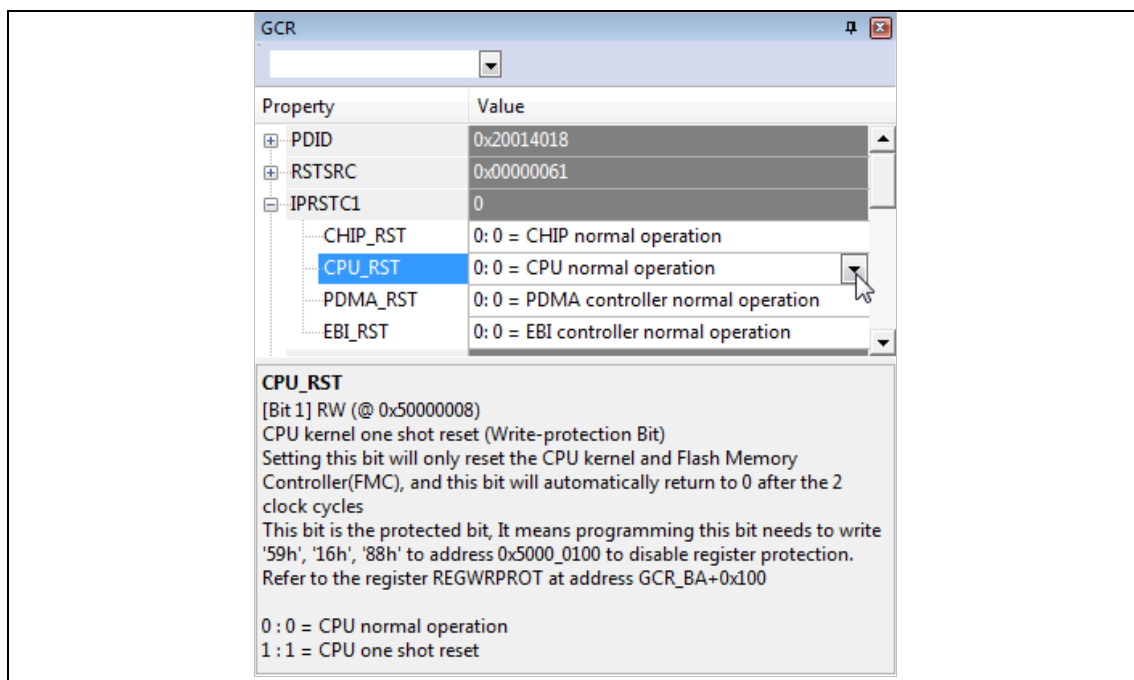 GCR
Property Value
PDID 0x20014018
RSTSRC 0x00000061
IPRSTC1 0
CHIP_RST 0: 0 = CHIP normal operation
CPU_RST 0: 0 = CPU normal operation
PDMA_RST 0: 0 = PDMA controller normal operation
EBI_RST 0: 0 = EBI controller normal operation
CPU_RST
[Bit 1] RW (@ 0x50000008)
CPU kernel one shot reset (Write-protection Bit)
Setting this bit will only reset the CPU kernel and Flash Memory
Controller(FMC), and this bit will automatically return to 0 after the 2
clock cycles
This bit is the protected bit, It means programming this bit needs to write
'59h', '16h', '88h' to address 0x5000_0100 to disable register protection.
Refer to the register REGWRPROT at address GCR_BA+0x100
0 : 0 = CPU normal operation
1 : 1 = CPU one shot reset